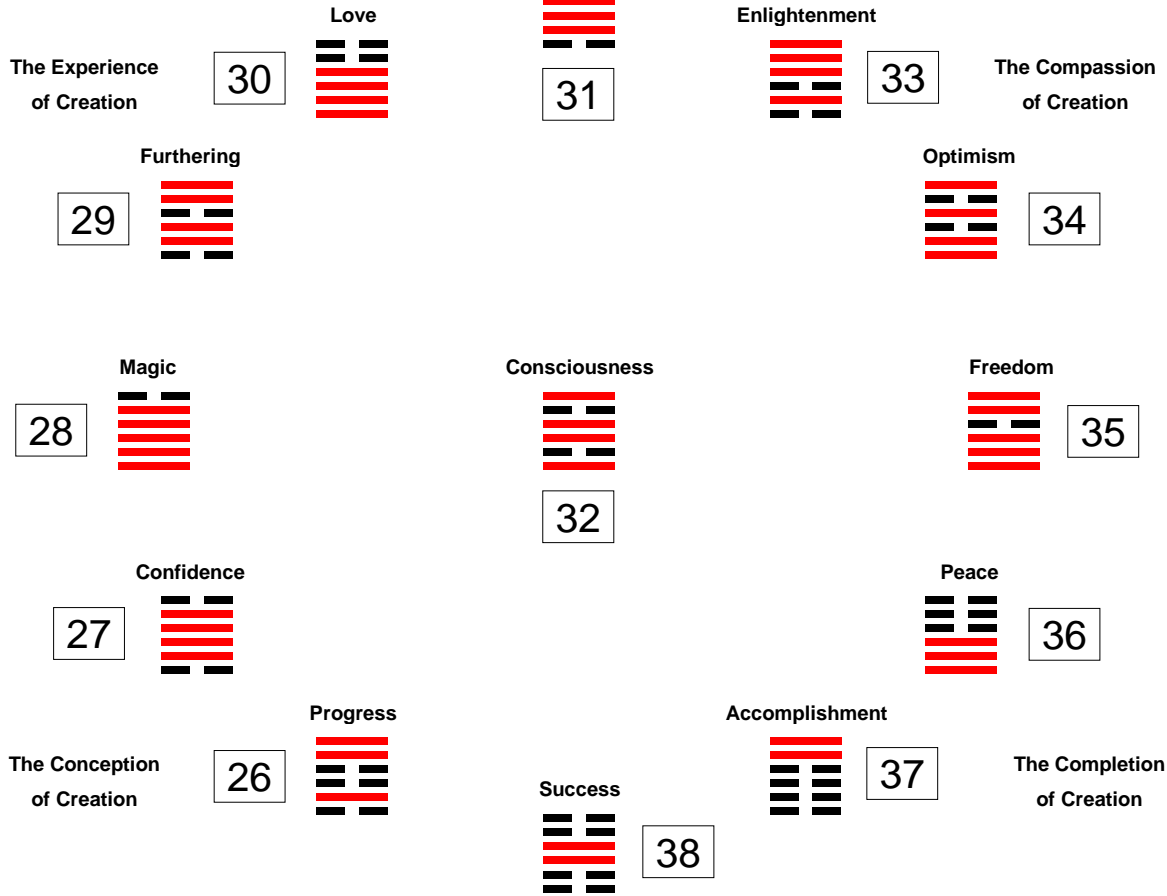 Love
Enlightenment
The Experience
of Creation
30
31
33
The Compassion
of Creation
Furthering
Optimism
29
34
Magic
Consciousness
Freedom
28
35
32
Confidence
Peace
27
36
Progress
Accomplishment
The Conception
of Creation
26
Success
37
The Completion
of Creation
38